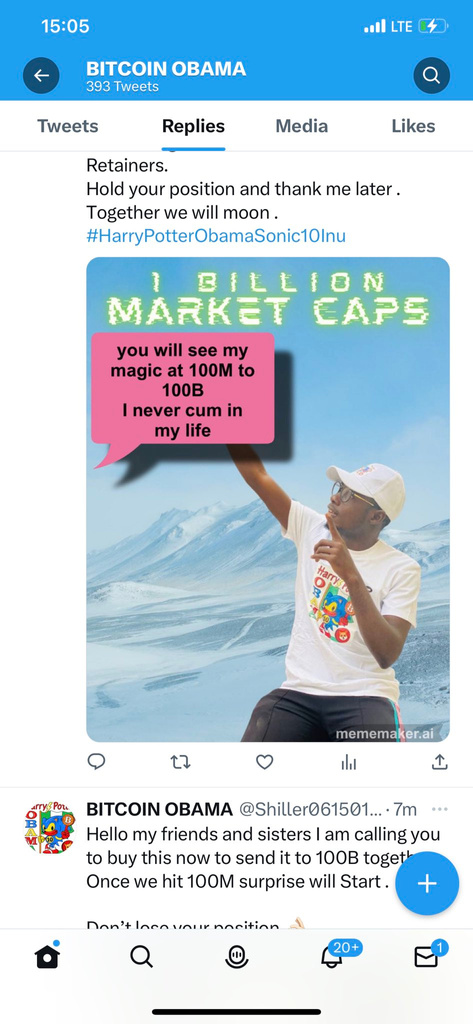 15:05
LTE
BITCOIN OBAMA
393 Tweets
Tweets
Replies
Media
Likes
Retainers.
Hold your position and thank me later .
Together we will moon .
#HarryPotterObamaSonic10Inu
1 BILLION
MARKET CAPS
you will see my
magic at 100M to
100B
I never cum in
my life
Harry Po
OBAMA
mememaker.ai
BITCOIN OBAMA @Shiller061501... · 7m
Hello my friends and sisters I am calling you
to buy this now to send it to 100B togeth
Once we hit 100M surprise will Start .
Don't lose your position 👌🏻
20+
1